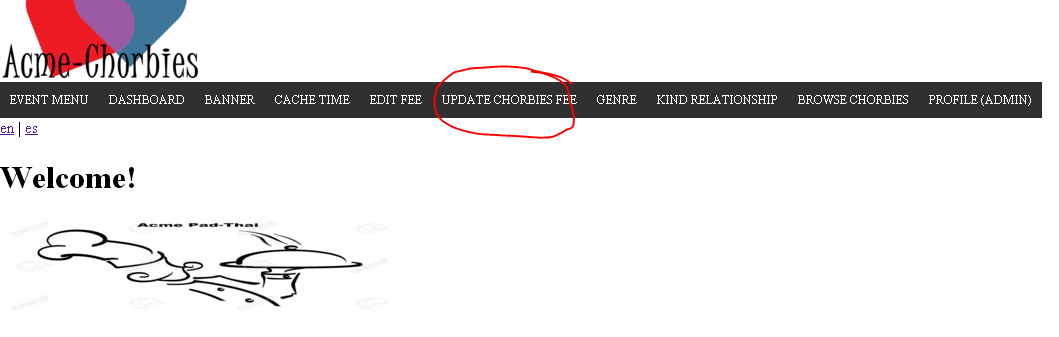 Acme-Chorbies
EVENT MENU DASHBOARD BANNER CACHE TIME EDIT FEE UPDATE CHORBIES FEE GENRE KIND RELATIONSHIP BROWSE CHORBIES PROFILE (ADMIN)
en | es
Welcome!
Acme Pad-Thai